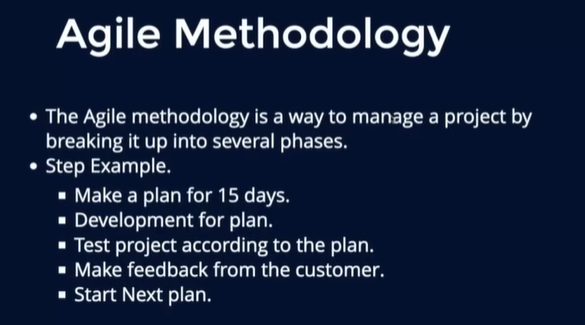 Agile Methodology
• The Agile methodology is a way to manage a project by
breaking it up into several phases.
• Step Example.
▪ Make a plan for 15 days.
▪ Development for plan.
▪ Test project according to the plan.
▪ Make feedback from the customer.
▪ Start Next plan.